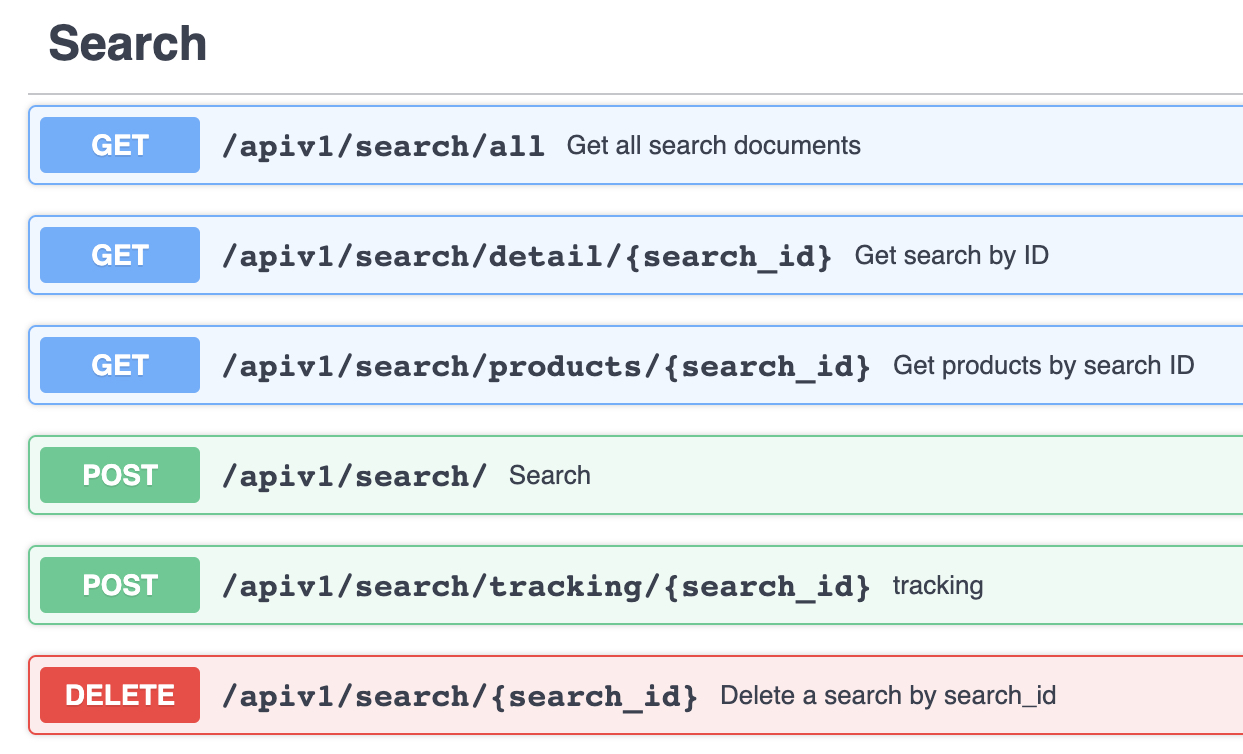 Search
GET /apiv1/search/all Get all search documents
GET /apiv1/search/detail/{search_id} Get search by ID
GET /apiv1/search/products/{search_id} Get products by search ID
POST /apiv1/search/ Search
POST /apiv1/search/tracking/{search_id} tracking
DELETE /apiv1/search/{search_id} Delete a search by search_id